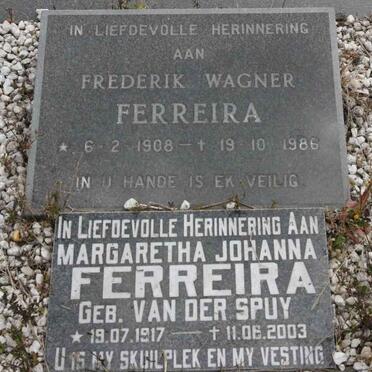 IN LIEFDEVOLLE HERINNERING
AAN
FREDERIK WAGNER
FERREIRA
★ 6·2·1908 – † 19·10·1986
IN U HANDE IS EK VEILIG
IN LIEFDEVOLLE HERINNERING AAN
MARGARETHA JOHANNA
FERREIRA
GEB. VAN DER SPUY
★ 19.07.1917 — † 11.06.2003
U IS MY SKUILPLEK EN MY VESTING